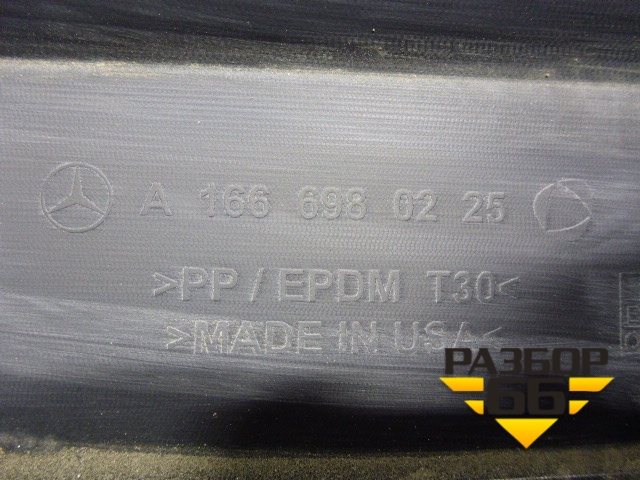 A 166 698 02 25
>PP / EPDM T30<
>MADE IN USA<
РАЗБОР
66